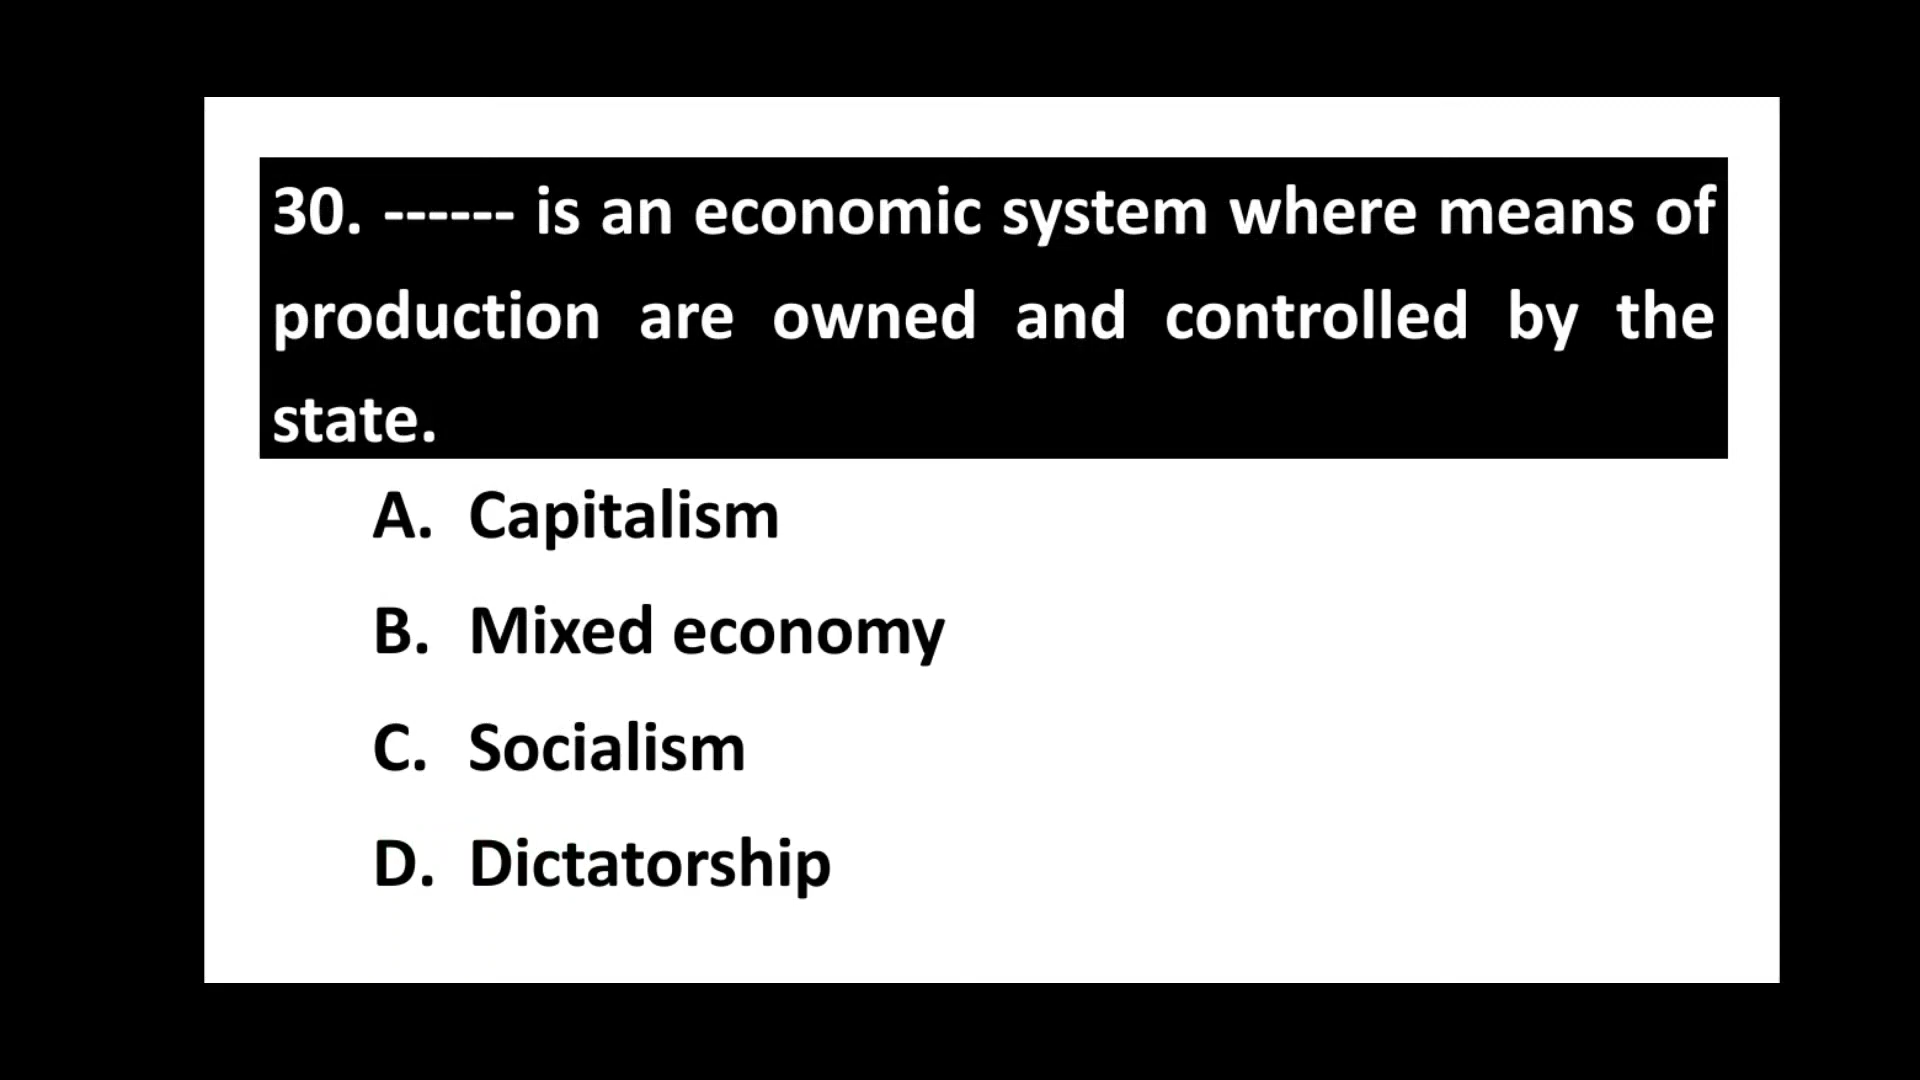 30. ------ is an economic system where means of
production are owned and controlled by the
state.
A. Capitalism
B. Mixed economy
C. Socialism
D. Dictatorship